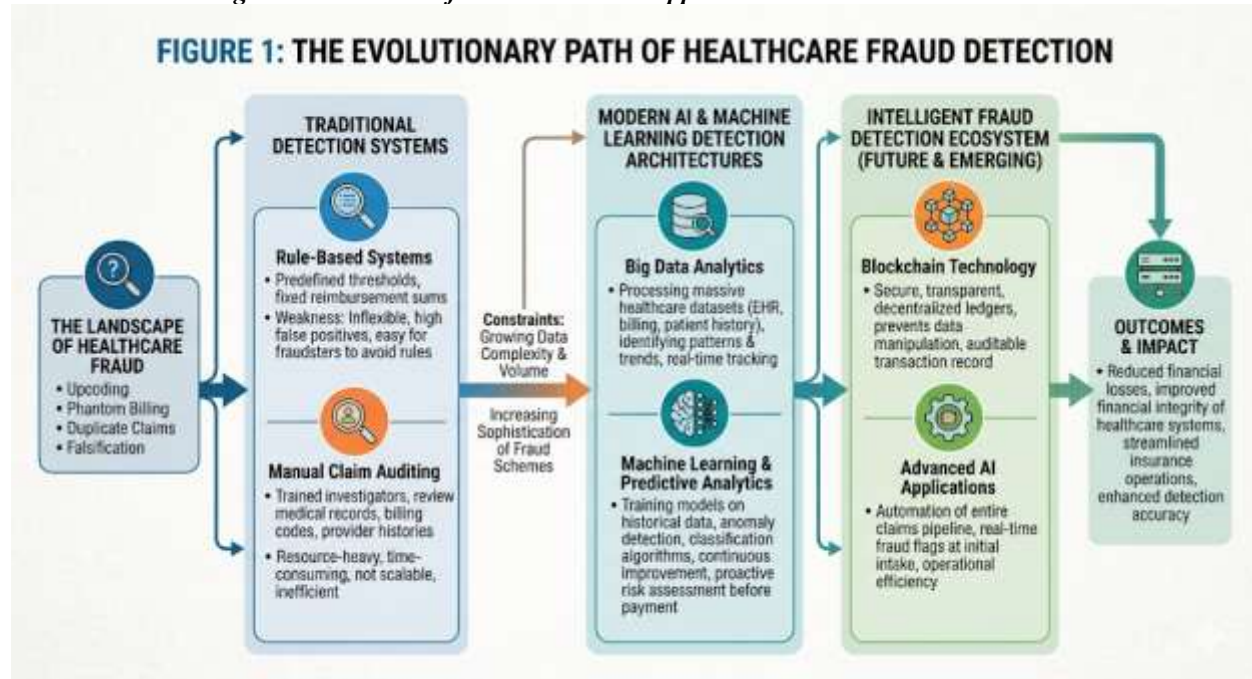 FIGURE 1: THE EVOLUTIONARY PATH OF HEALTHCARE FRAUD DETECTION
THE LANDSCAPE
OF HEALTHCARE
FRAUD
• Upcoding
• Phantom Billing
• Duplicate Claims
• Falsification
TRADITIONAL
DETECTION SYSTEMS
Rule-Based Systems
• Predefined thresholds,
fixed reimbursement sums
• Weakness: Inflexible, high
false positives, easy for
fraudsters to avoid rules
Manual Claim Auditing
• Trained investigators, review
medical records, billing
codes, provider histories
• Resource-heavy, time-
consuming, not scalable,
inefficient
Constraints:
Growing Data
Complexity &
Volume
Increasing
Sophistication
of Fraud
Schemes
MODERN AI & MACHINE
LEARNING DETECTION
ARCHITECTURES
Big Data Analytics
• Processing massive
healthcare datasets (EHR,
billing, patient history),
identifying patterns &
trends, real-time tracking
Machine Learning &
Predictive Analytics
• Training models on
historical data, anomaly
detection, classification
algorithms, continuous
improvement, proactive
risk assessment before
payment
INTELLIGENT FRAUD
DETECTION ECOSYSTEM
(FUTURE & EMERGING)
Blockchain Technology
• Secure, transparent,
decentralized ledgers,
prevents data
manipulation, auditable
transaction record
Advanced AI
Applications
• Automation of entire
claims pipeline, real-time
fraud flags at initial
intake, operational
efficiency
OUTCOMES
& IMPACT
• Reduced financial
losses, improved
financial integrity of
healthcare systems,
streamlined
insurance
operations,
enhanced detection
accuracy